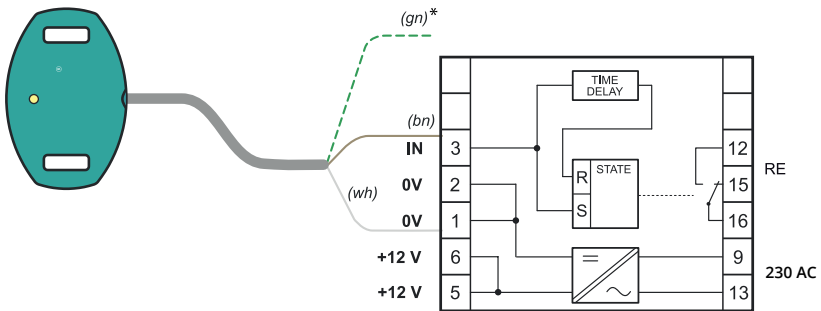 (gn)*
TIME
DELAY
(bn)
IN 3 12
R STATE RE
0V 2 15
(wh)
S
0V 1 16
+12 V 6 9
230 AC
+12 V 5 13